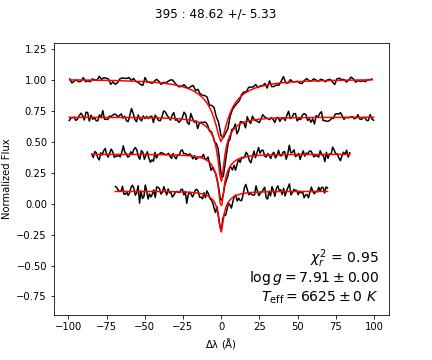 395 : 48.62 +/- 5.33
1.25
1.00
0.75
0.50
0.25
0.00
−0.25
−0.50
−0.75
Normalized Flux
χ²ᵣ = 0.95
log g = 7.91 ± 0.00
T_eff = 6625 ± 0 K
−100 −75 −50 −25 0 25 50 75 100
Δλ (Å)